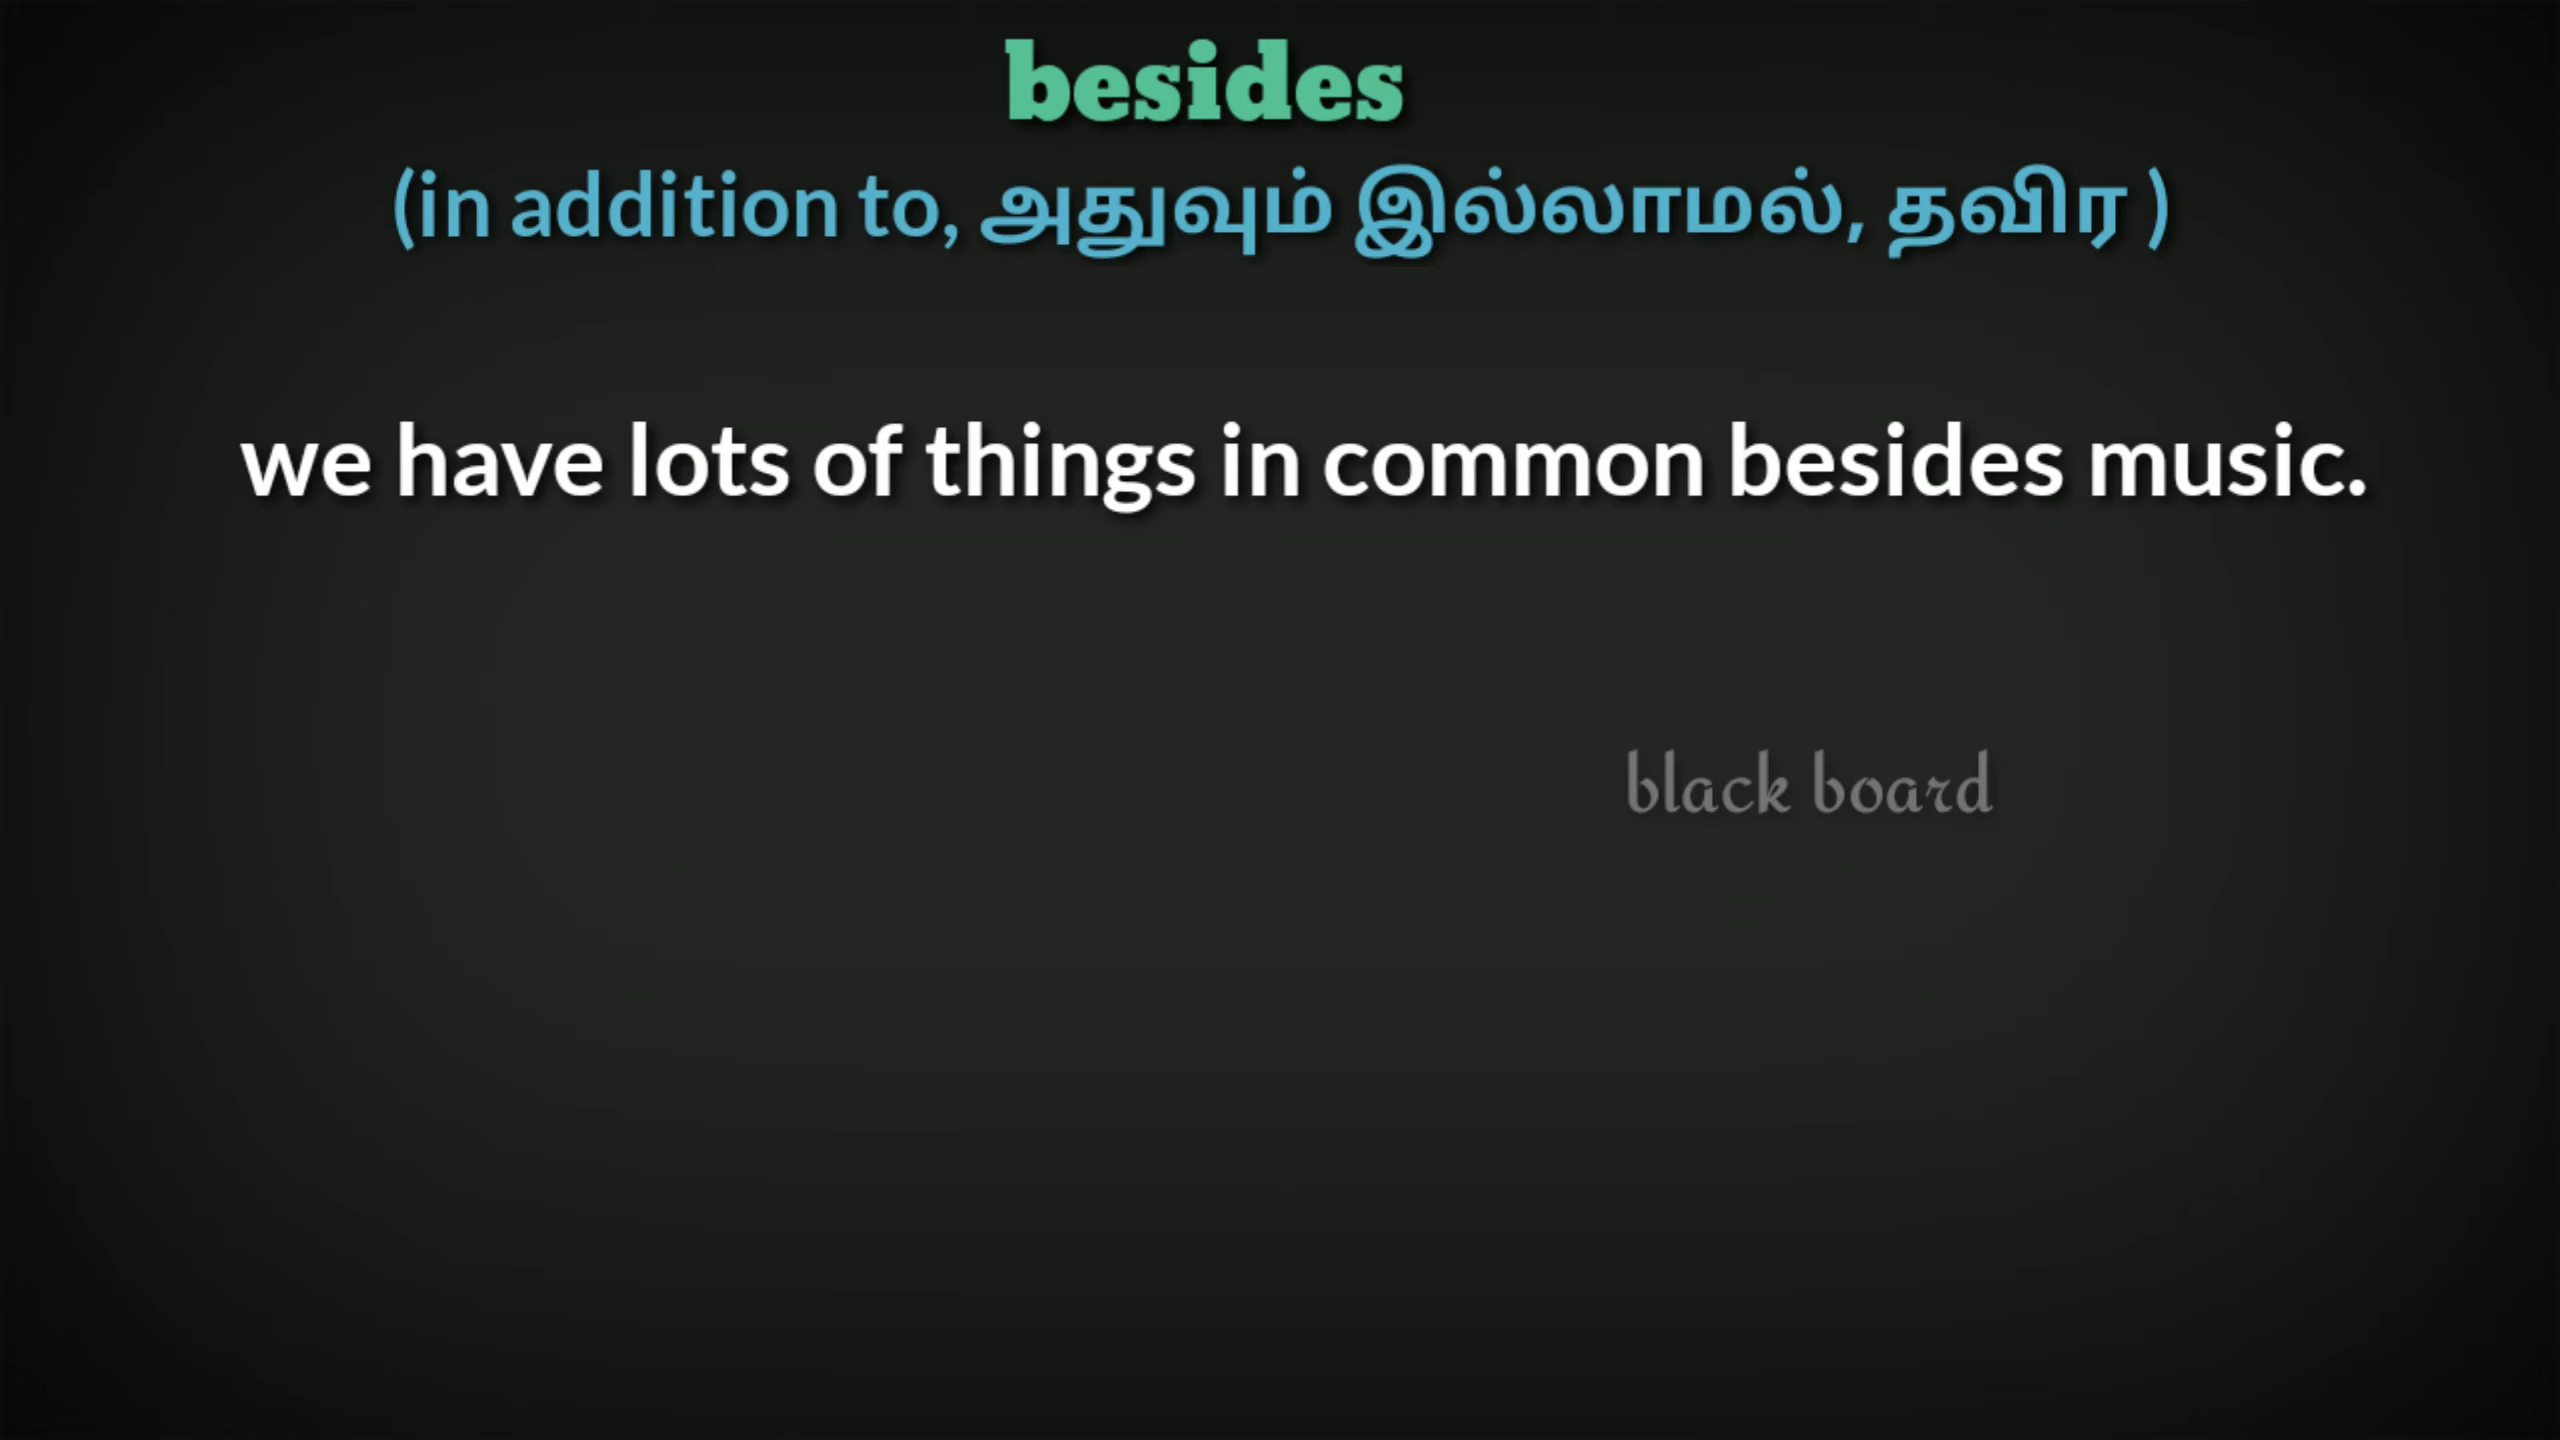 besides
(in addition to, அதுவும் இல்லாமல், தவிர )
we have lots of things in common besides music.
black board